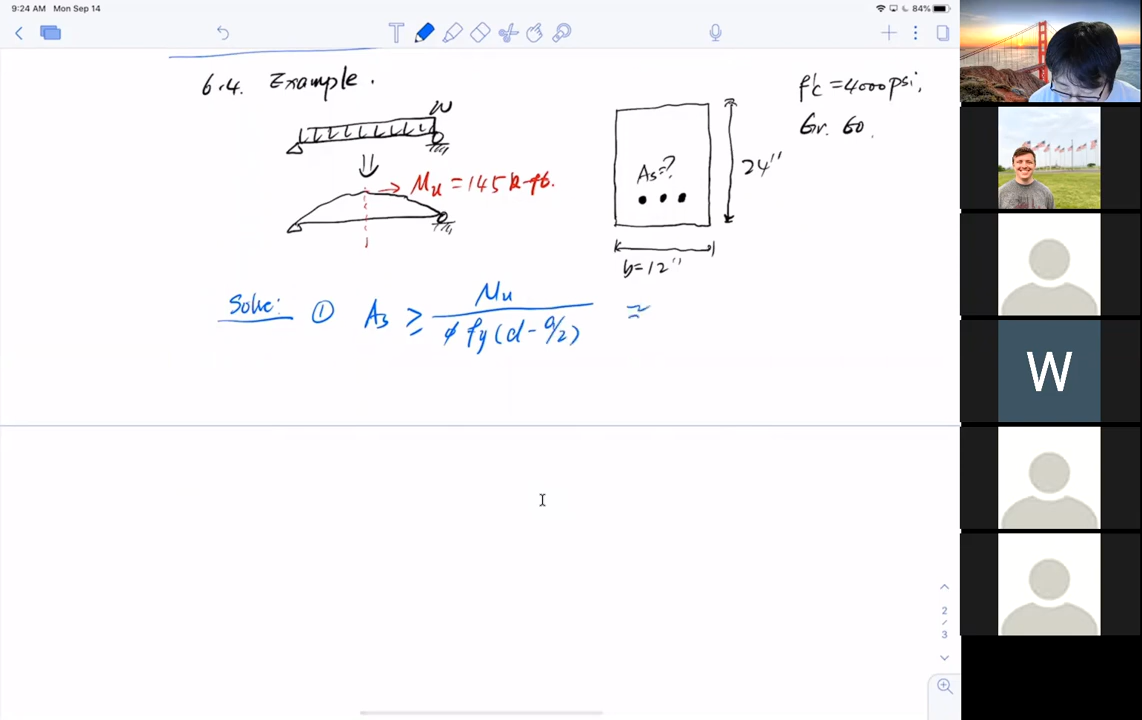 9:24 AM Mon Sep 14
84%
T
6.4. Example.
W
Mu = 145 k-ft.
As=?
24"
b=12"
f'c = 4000 psi,
Gr. 60.
Solve: ① As ≥ Mu / φ fy (d - a/2) ≈
2
/
3
W